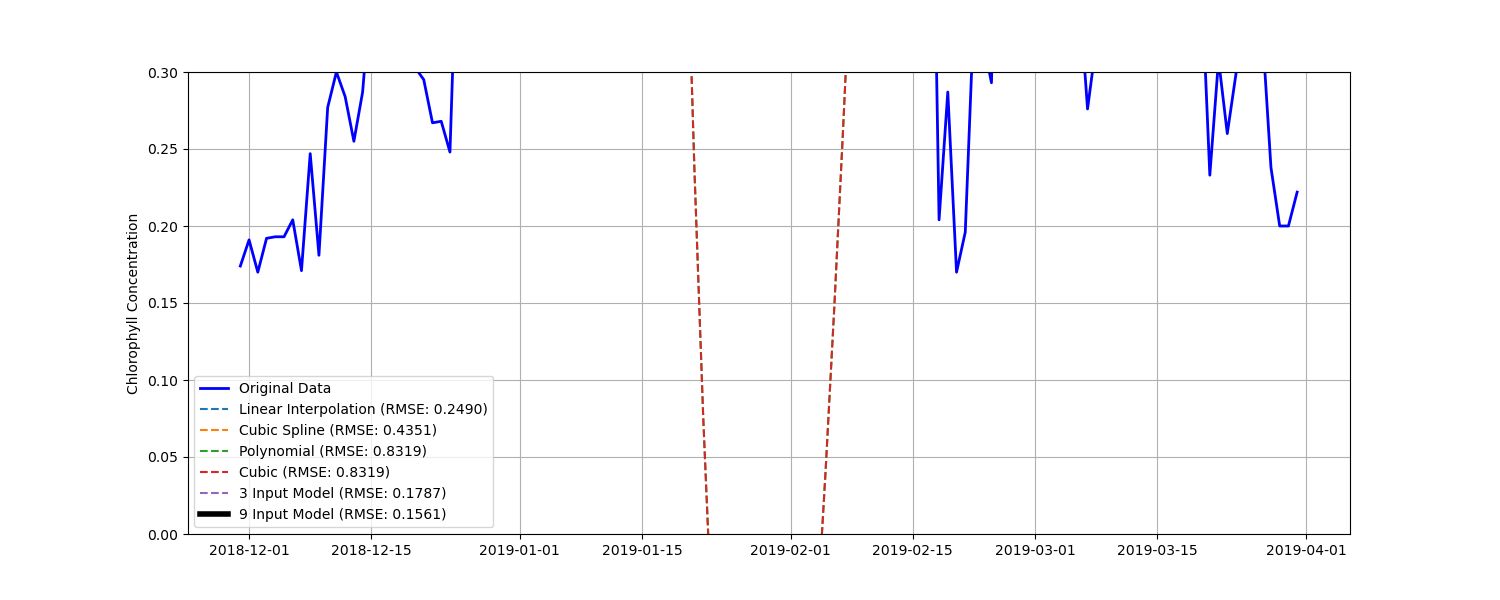 Chlorophyll Concentration
0.30
0.25
0.20
0.15
0.10
0.05
0.00
Original Data
Linear Interpolation (RMSE: 0.2490)
Cubic Spline (RMSE: 0.4351)
Polynomial (RMSE: 0.8319)
Cubic (RMSE: 0.8319)
3 Input Model (RMSE: 0.1787)
9 Input Model (RMSE: 0.1561)
2018-12-01 2018-12-15 2019-01-01 2019-01-15 2019-02-01 2019-02-15 2019-03-01 2019-03-15 2019-04-01